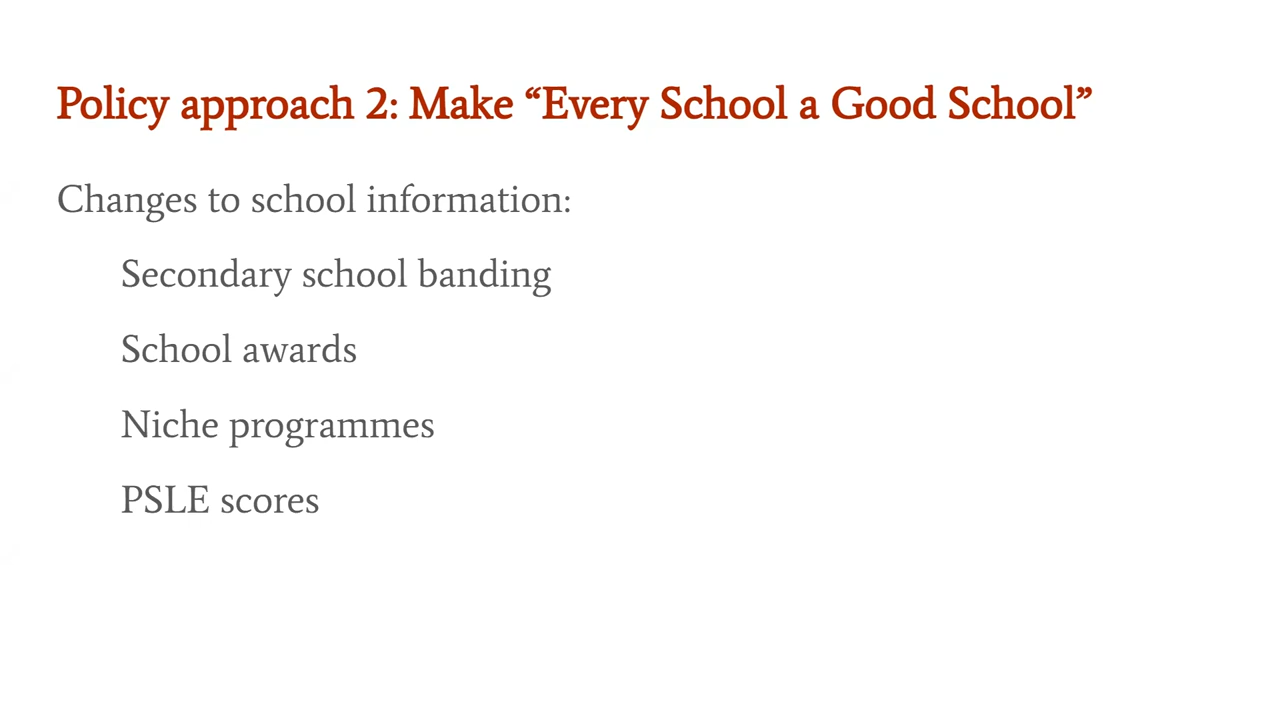 Policy approach 2: Make “Every School a Good School”
Changes to school information:
Secondary school banding
School awards
Niche programmes
PSLE scores